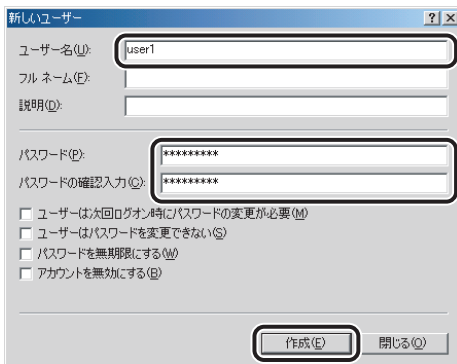 新しいユーザー
ユーザー名(U): user1
フル ネーム(F):
説明(D):
パスワード(P): *********
パスワードの確認入力(C): *********
ユーザーは次回ログオン時にパスワードの変更が必要(M)
ユーザーはパスワードを変更できない(S)
パスワードを無期限にする(W)
アカウントを無効にする(B)
作成(E) 閉じる(O)